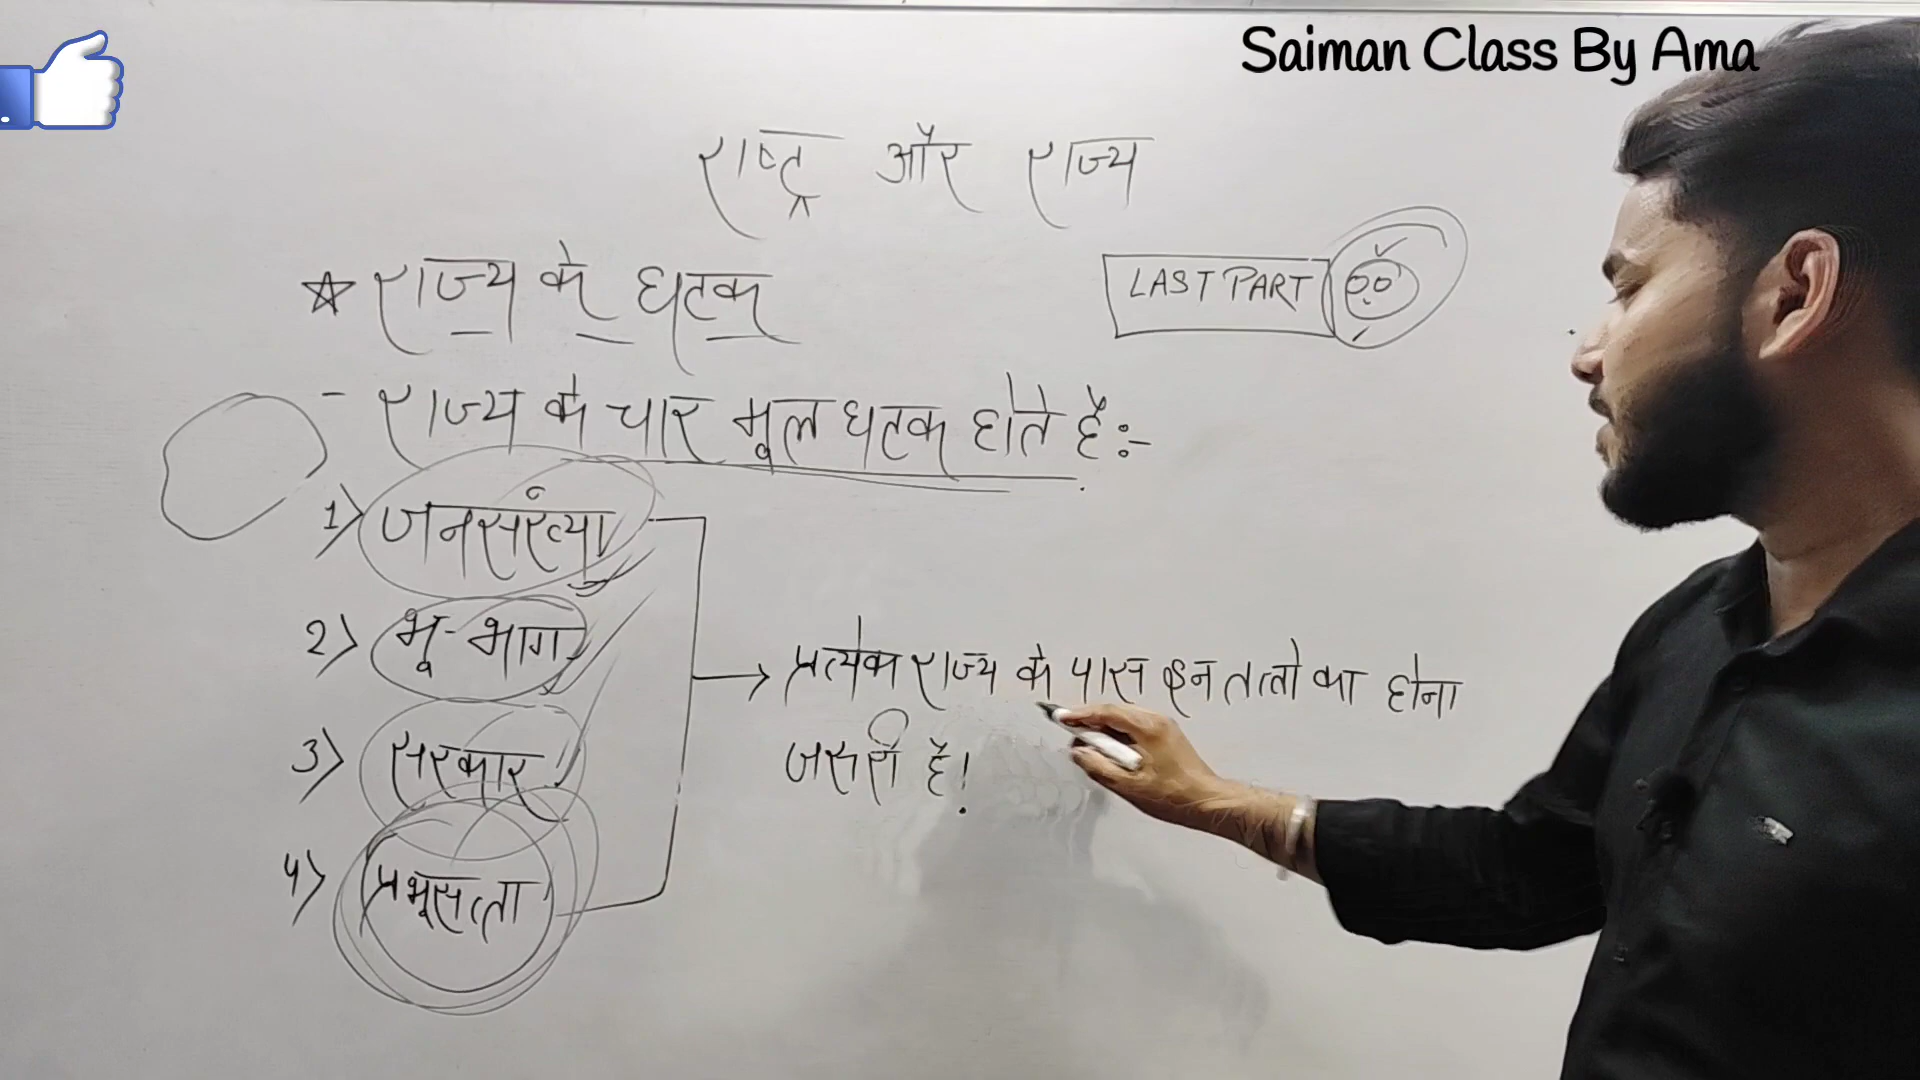 Saiman Class By Ama
राष्ट्र और राज्य
☆ राज्य के घटक
LAST PART
- राज्य के चार मूल घटक होते है :-
1) जनसंख्या
2) भू-भाग
3) सरकार
4) प्रभूसत्ता
प्रत्येक राज्य के पास इन तत्तो का होना
जरुरी है!